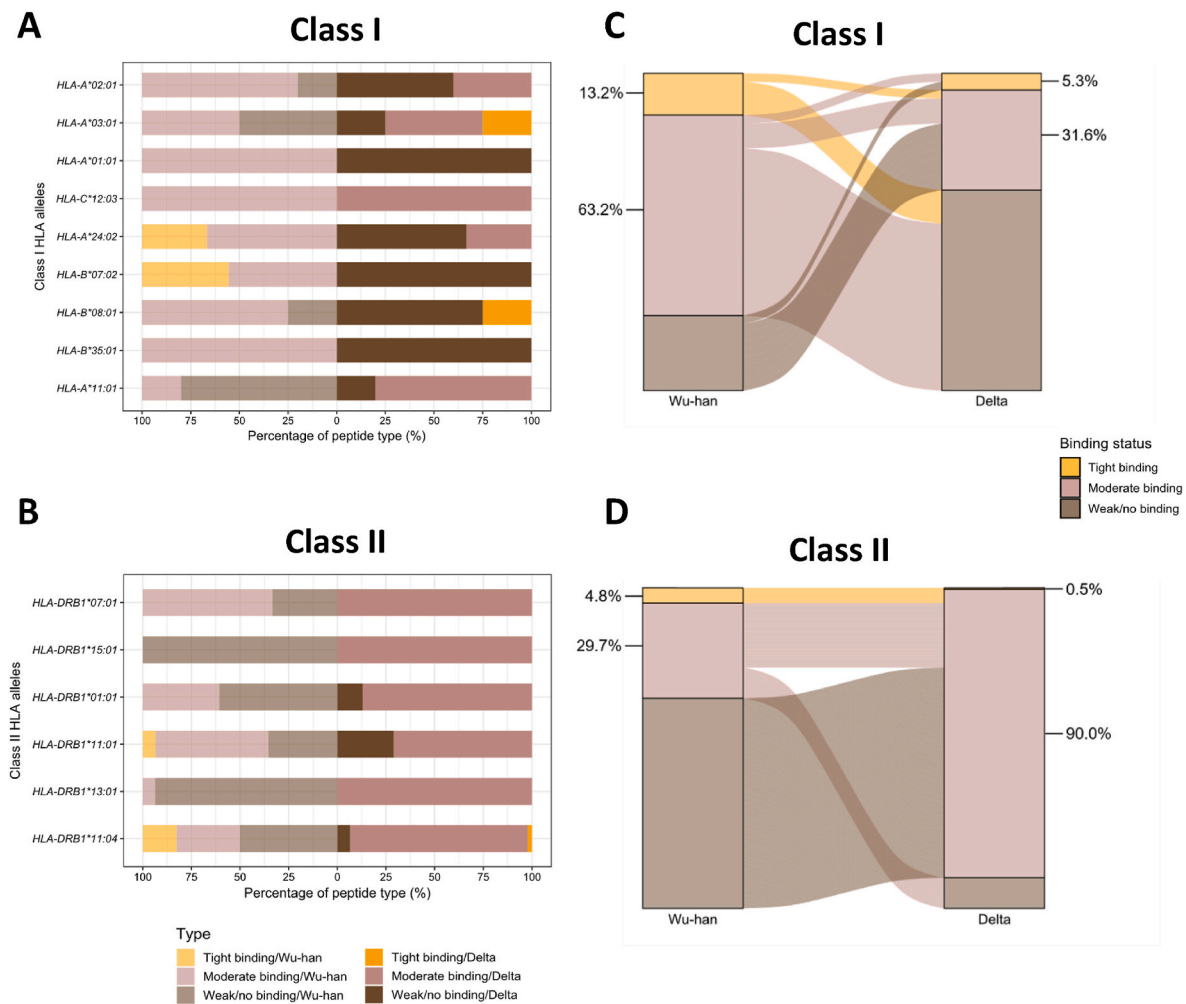 A
Class I
Class I HLA alleles
HLA-A*02:01
HLA-A*03:01
HLA-A*01:01
HLA-C*12:03
HLA-A*24:02
HLA-B*07:02
HLA-B*08:01
HLA-B*35:01
HLA-A*11:01
100 75 50 25 0 25 50 75 100
Percentage of peptide type (%)
C
Class I
13.2%
63.2%
5.3%
31.6%
Wu-han
Delta
Binding status
Tight binding
Moderate binding
Weak/no binding
B
Class II
Class II HLA alleles
HLA-DRB1*07:01
HLA-DRB1*15:01
HLA-DRB1*01:01
HLA-DRB1*11:01
HLA-DRB1*13:01
HLA-DRB1*11:04
100 75 50 25 0 25 50 75 100
Percentage of peptide type (%)
Type
Tight binding/Wu-han
Moderate binding/Wu-han
Weak/no binding/Wu-han
Tight binding/Delta
Moderate binding/Delta
Weak/no binding/Delta
D
Class II
4.8%
29.7%
0.5%
90.0%
Wu-han
Delta